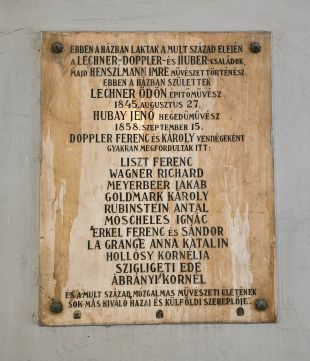 EBBEN A HÁZBAN LAKTAK A MULT SZÁZAD ELEJÉN
A LECHNER-DOPPLER-ÉS HUBER-CSALÁDOK,
MAJD HENSZLMANN IMRE MŰVÉSZETTÖRTÉNÉSZ.
EBBEN A HÁZBAN SZÜLETTEK
LECHNER ÖDÖN ÉPITŐMŰVÉSZ
1845. AUGUSZTUS 27.
HUBAY JENŐ HEGEDŰMŰVÉSZ
1858. SZEPTEMBER 15.
DOPPLER FERENC ÉS KÁROLY VENDÉGEKÉNT
GYAKRAN MEGFORDULTAK ITT:
LISZT FERENC
WAGNER RICHARD
MEYERBEER JAKAB
GOLDMARK KÁROLY
RUBINSTEIN ANTAL
MOSCHELES IGNÁC
ERKEL FERENC ÉS SÁNDOR
LA GRANGE ANNA KATALIN
HOLLÓSY KORNÉLIA
SZIGLIGETI EDE
ÁBRÁNYI KORNÉL
ÉS A MULT SZÁZAD MOZGALMAS MŰVÉSZETI ÉLETÉNEK
SOK MÁS KIVÁLÓ HAZAI ÉS KÜLFÖLDI SZEREPLŐJE..